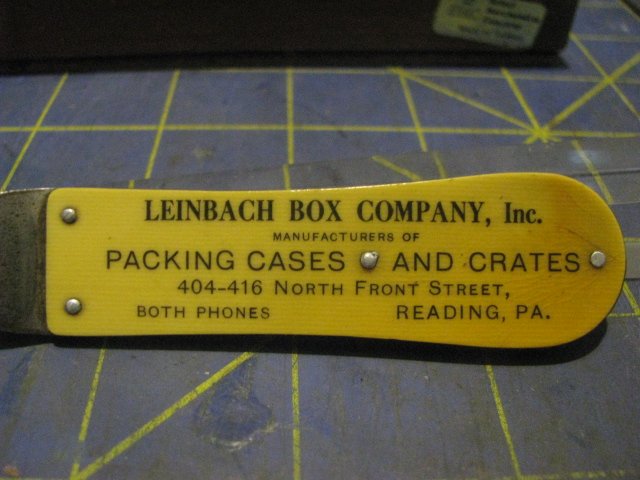 LEINBACH BOX COMPANY, Inc.
MANUFACTURERS OF
PACKING CASES AND CRATES
404-416 NORTH FRONT STREET,
BOTH PHONES READING, PA.